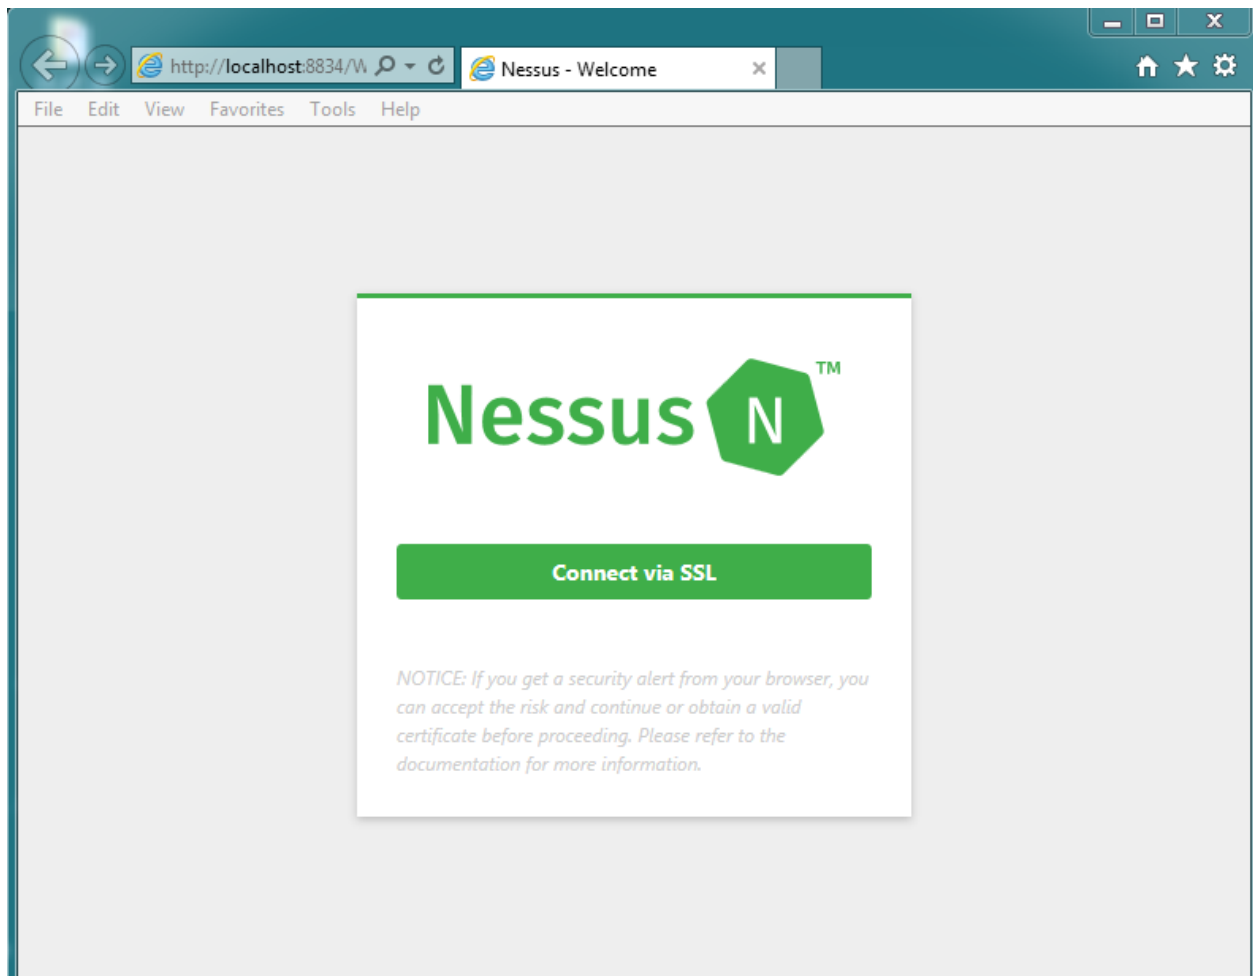 http://localhost:8834/W
Nessus - Welcome
File Edit View Favorites Tools Help
Nessus N ™
Connect via SSL
NOTICE: If you get a security alert from your browser, you
can accept the risk and continue or obtain a valid
certificate before proceeding. Please refer to the
documentation for more information.